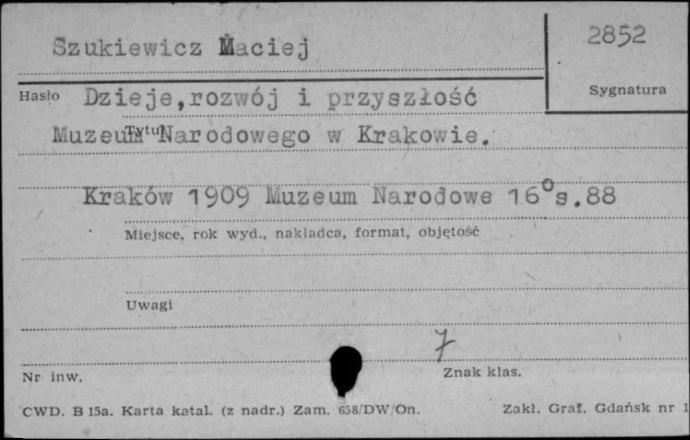 Szukiewicz Maciej
2852
Hasło Dzieje,rozwój i przyszłość
Sygnatura
Muzeum Narodowego w Krakowie.
Tytuł
Kraków 1909 Muzeum Narodowe 16°s.88
Miejsce, rok wyd., nakładca, format, objętość
Uwagi
7
Nr inw.
Znak klas.
CWD. B 15a. Karta katal. (z nadr.) Zam. 658/DW/On.
Zakł. Graf. Gdańsk nr 1